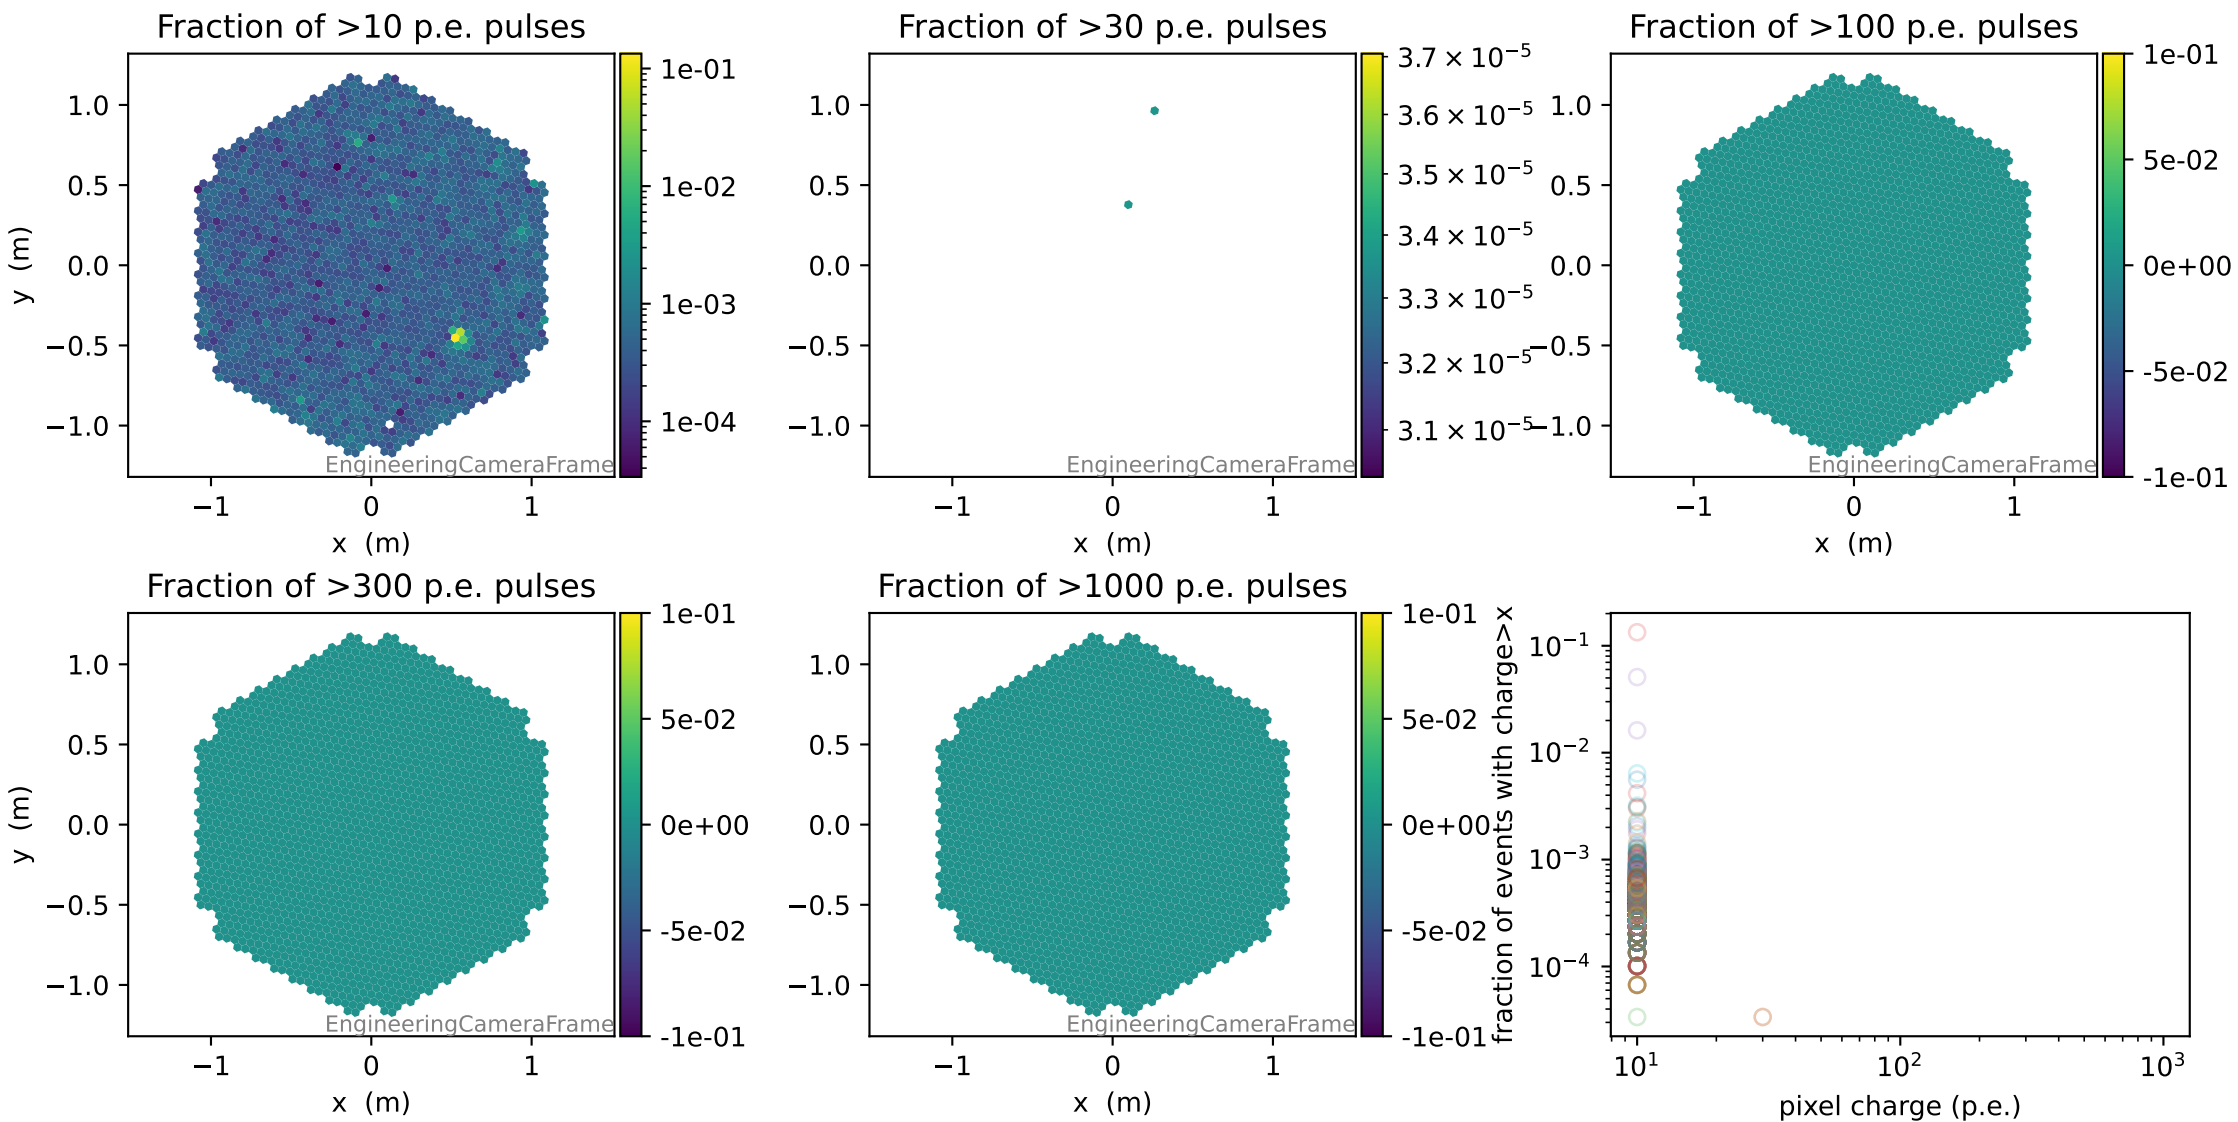 Fraction of >10 p.e. pulses
1.0
0.5
0.0
−0.5
−1.0
y (m)
−1
0
1
x (m)
EngineeringCameraFrame
1e-01
1e-02
1e-03
1e-04
Fraction of >30 p.e. pulses
1.0
0.5
0.0
−0.5
−1.0
−1
0
1
x (m)
EngineeringCameraFrame
3.7 × 10⁻⁵
3.6 × 10⁻⁵
3.5 × 10⁻⁵
3.4 × 10⁻⁵
3.3 × 10⁻⁵
3.2 × 10⁻⁵
3.1 × 10⁻⁵
Fraction of >100 p.e. pulses
1.0
0.5
0.0
−0.5
−1.0
−1
0
1
x (m)
EngineeringCameraFrame
1e-01
5e-02
0e+00
-5e-02
-1e-01
Fraction of >300 p.e. pulses
1.0
0.5
0.0
−0.5
−1.0
y (m)
−1
0
1
x (m)
EngineeringCameraFrame
1e-01
5e-02
0e+00
-5e-02
-1e-01
Fraction of >1000 p.e. pulses
1.0
0.5
0.0
−0.5
−1.0
−1
0
1
x (m)
EngineeringCameraFrame
1e-01
5e-02
0e+00
-5e-02
-1e-01
fraction of events with charge>x
10⁻¹
10⁻²
10⁻³
10⁻⁴
10¹
10²
10³
pixel charge (p.e.)